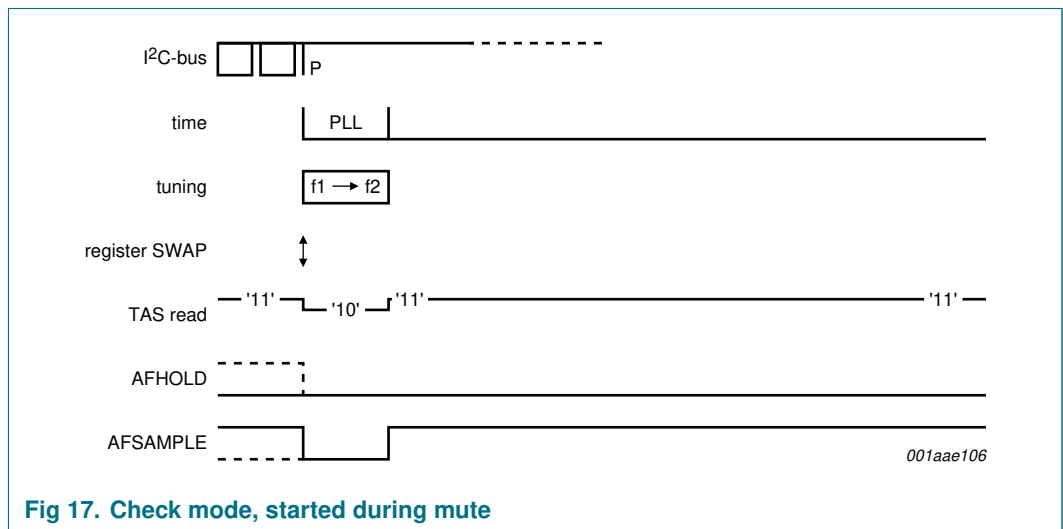 I²C-bus
P
time
PLL
tuning
f1 → f2
register SWAP
TAS read
'11'
'10'
'11'
'11'
AFHOLD
AFSAMPLE
001aae106
Fig 17. Check mode, started during mute